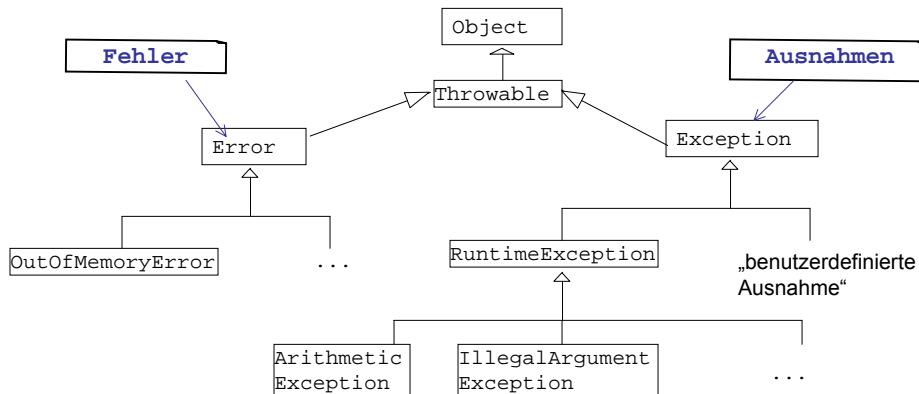 Object
Fehler
Ausnahmen
Throwable
Error
Exception
OutOfMemoryError
...
RuntimeException
„benutzerdefinierte
Ausnahme“
Arithmetic
Exception
IllegalArgument
Exception
...